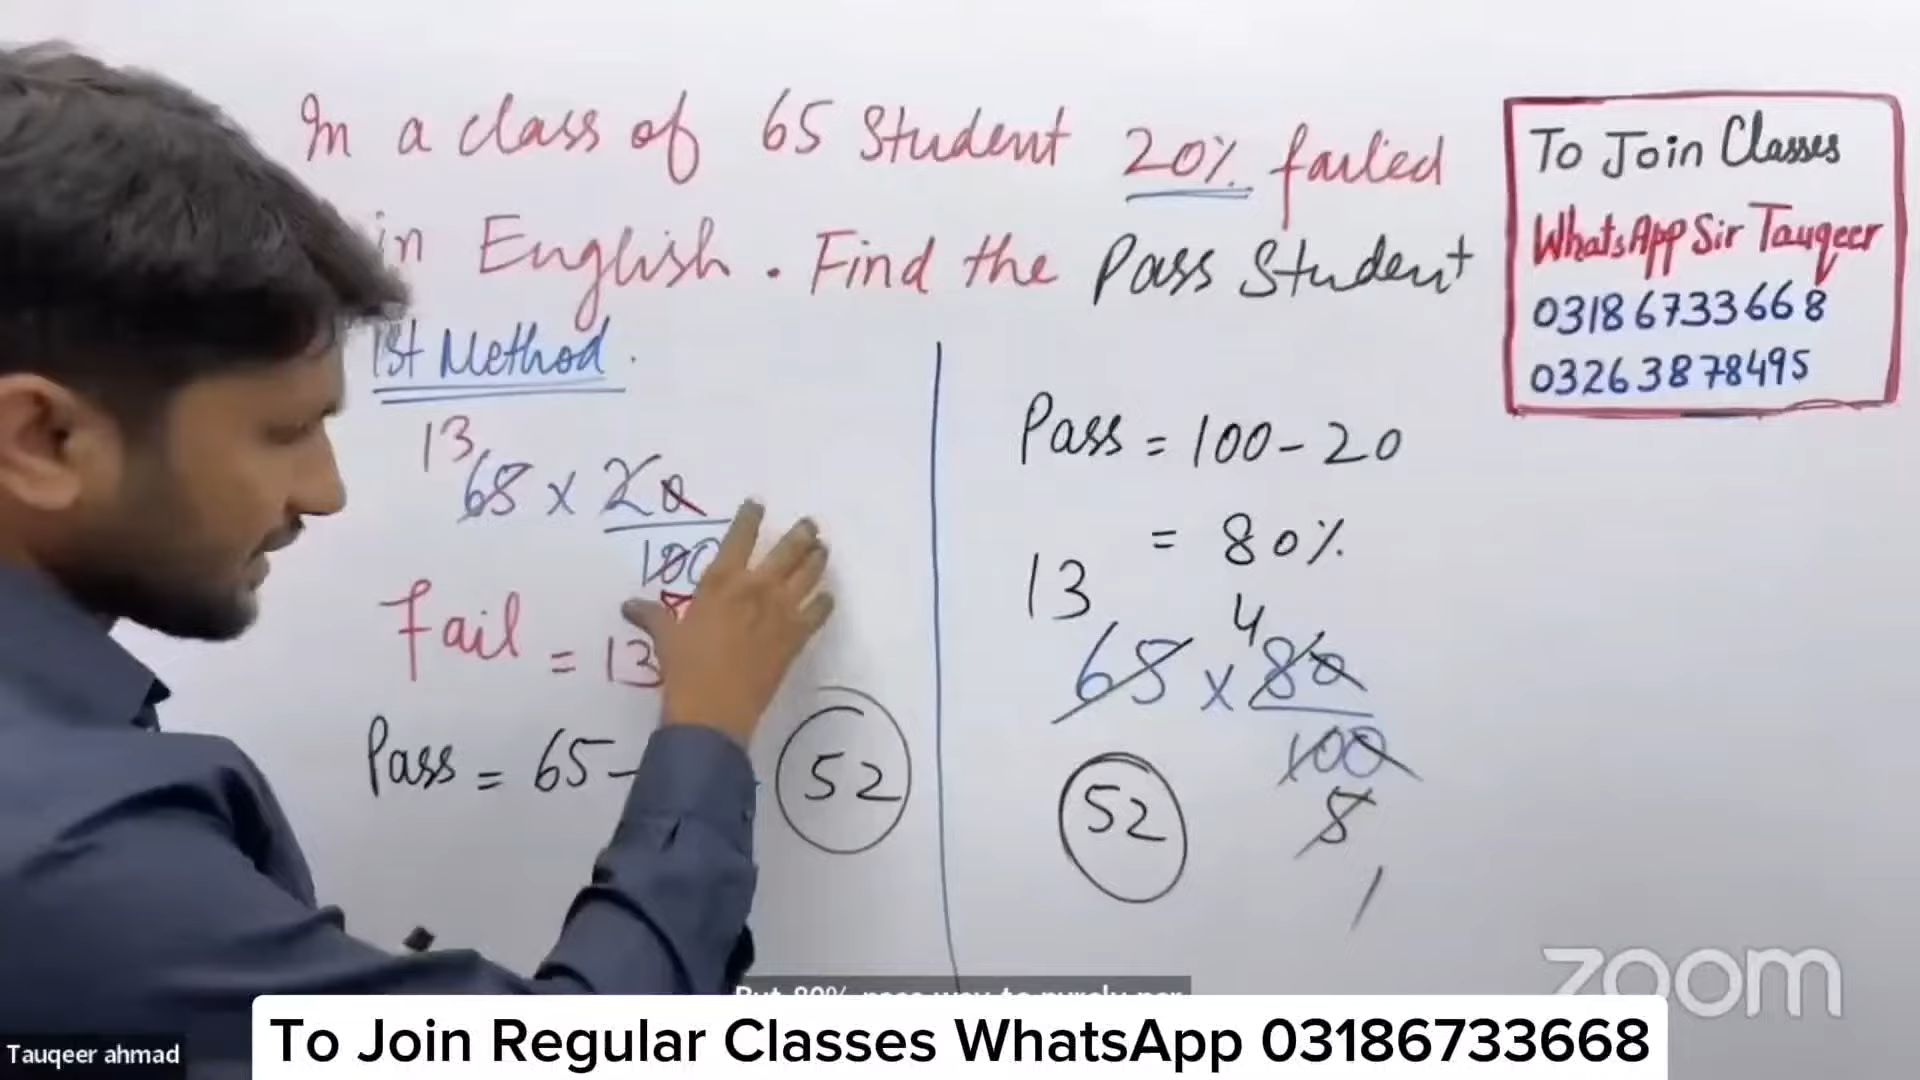 In a class of 65 Student 20% failed
in English. Find the Pass Student
1st Method.
13
65 × 20
100
Fail = 13
Pass = 65 -
52
Pass = 100 - 20
= 80%
13
4
65 × 80
100
5
1
52
To Join Classes
WhatsApp Sir Tauqeer
03186733668
03263878495
zoom
Tauqeer ahmad
To Join Regular Classes WhatsApp 03186733668